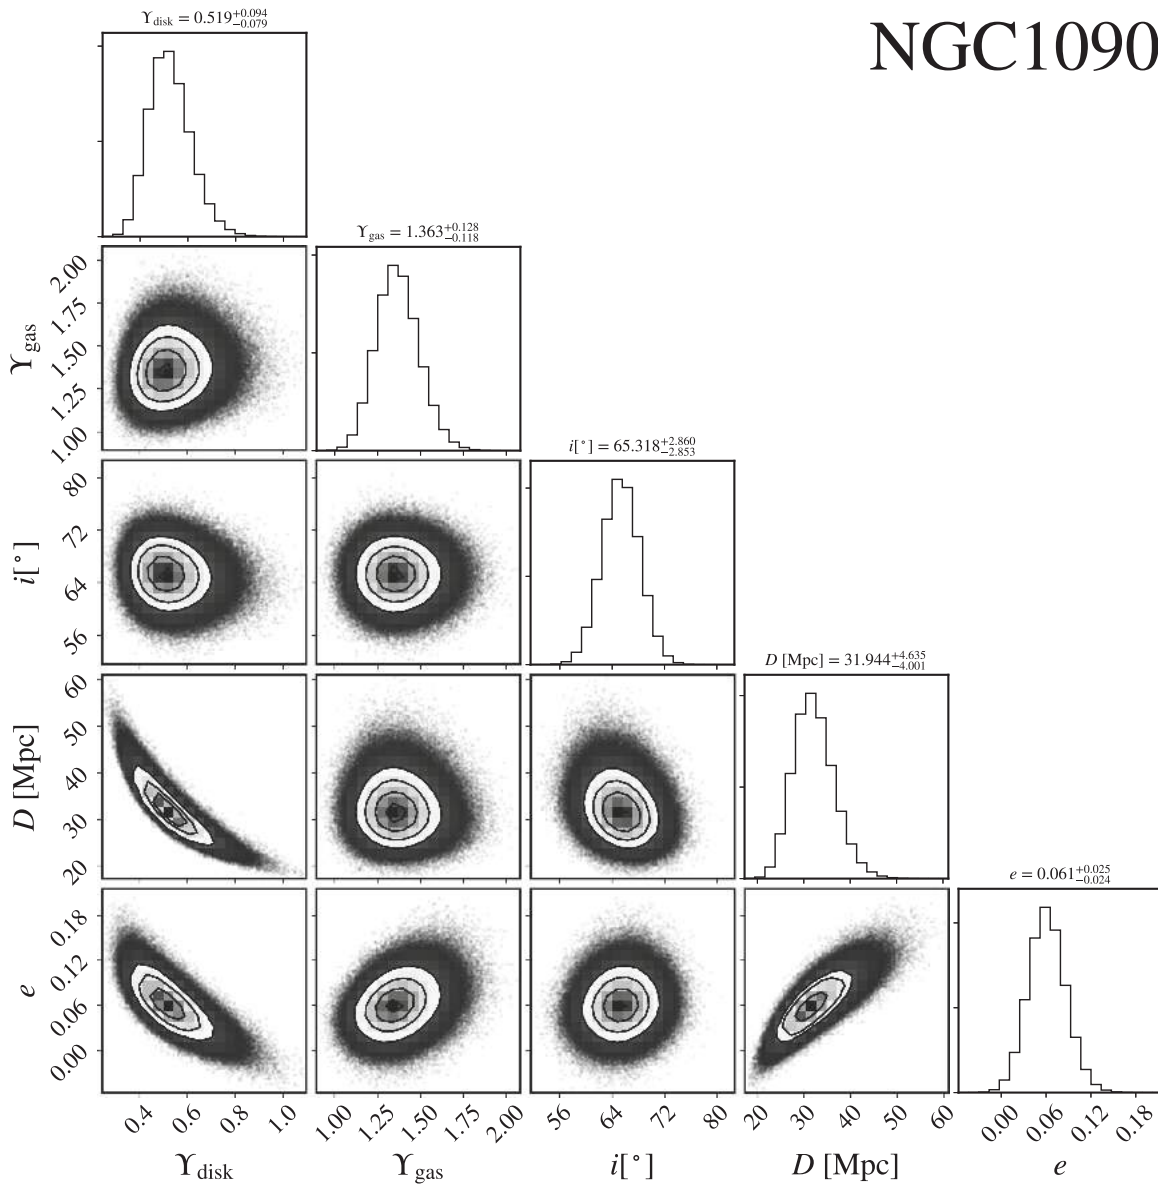 NGC1090
ϒdisk = 0.519+0.094−0.079
ϒgas = 1.363+0.128−0.118
i[°] = 65.318+2.860−2.853
D [Mpc] = 31.944+4.635−4.001
e = 0.061+0.025−0.024
ϒgas
2.00
1.75
1.50
1.25
1.00
i[°]
80
72
64
56
D [Mpc]
60
50
40
30
20
e
0.18
0.12
0.06
0.00
0.4 0.6 0.8 1.0
1.00 1.25 1.50 1.75 2.00
56 64 72 80
20 30 40 50 60
0.00 0.06 0.12 0.18
ϒdisk ϒgas i[°] D [Mpc] e